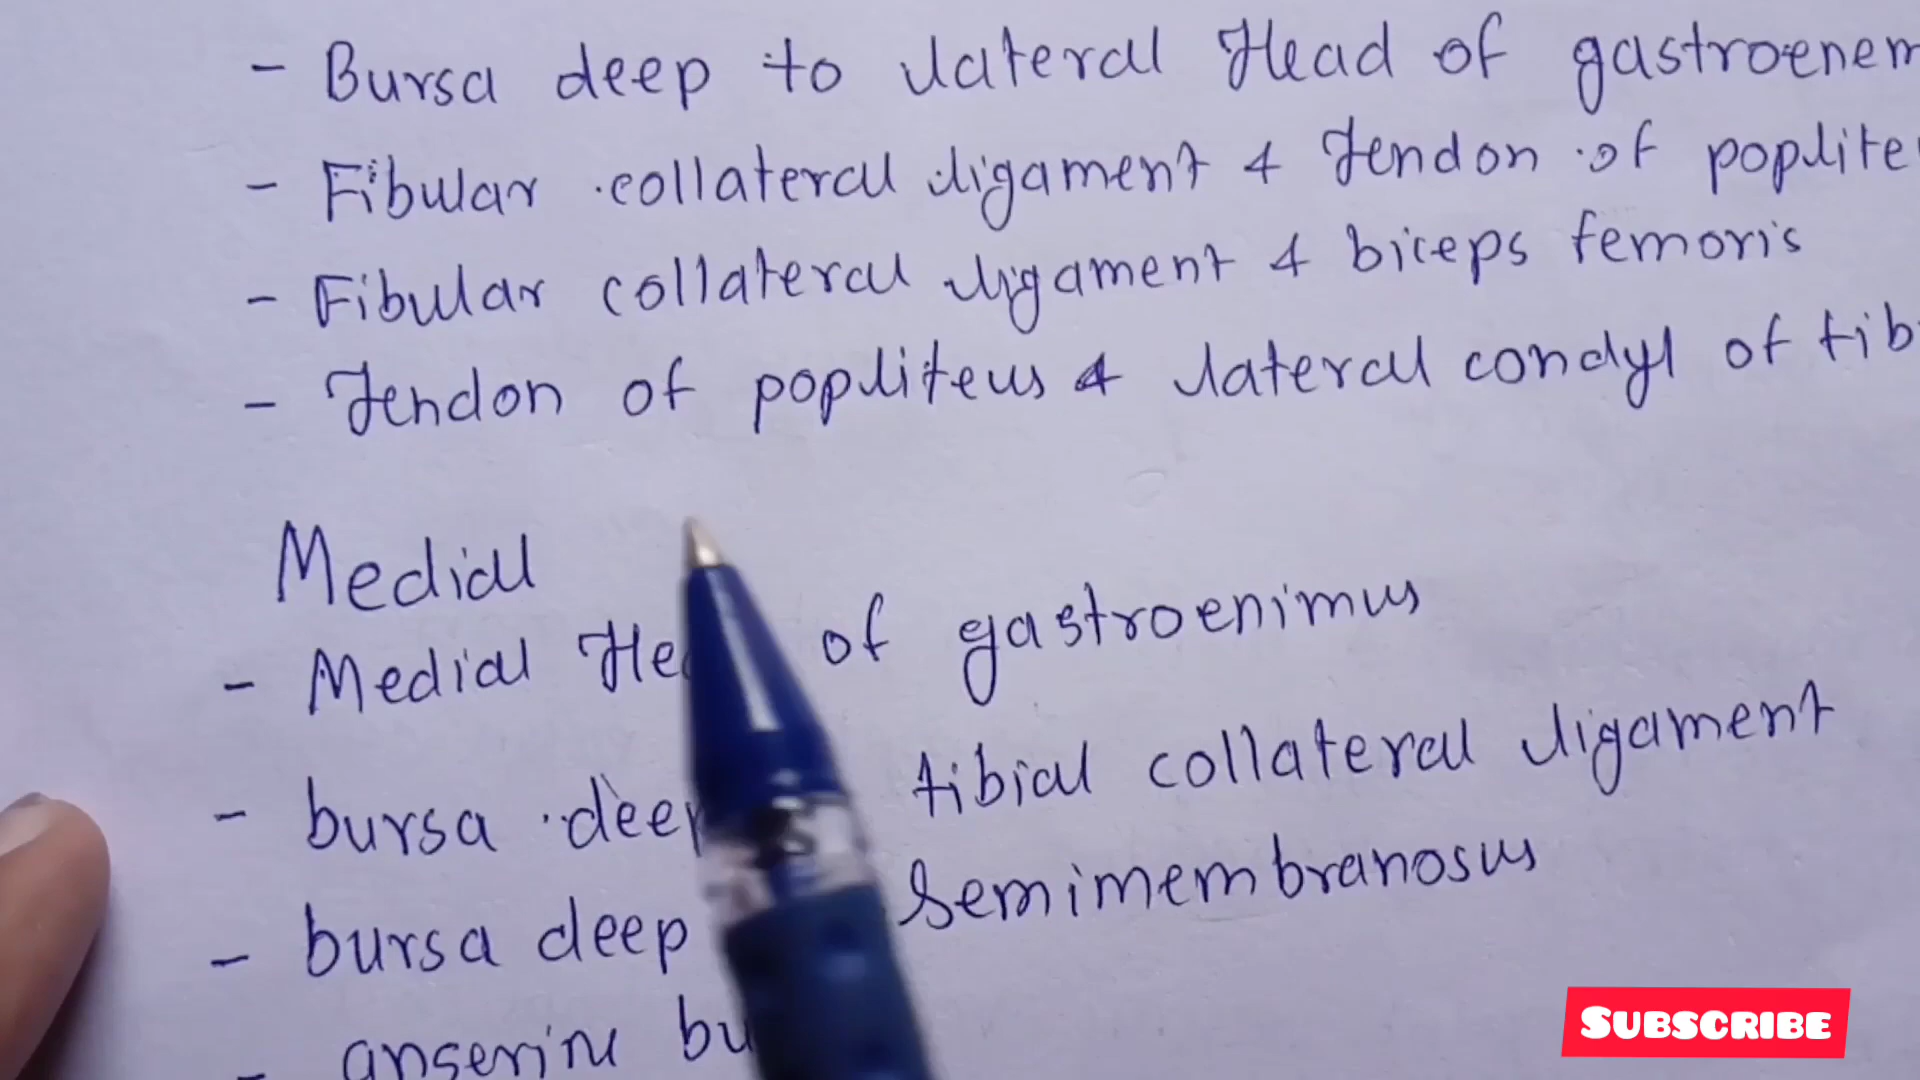 - Bursa deep to lateral Head of gastroenem
- Fibular collateral ligament & Tendon of poplite
- Fibular collateral ligament & biceps femoris
- Tendon of popliteus & lateral condyl of tib
Medial
- Medial He of gastroenimus
- bursa deep tibial collateral ligament
- bursa deep semimembranosus
- anserine bu
SUBSCRIBE